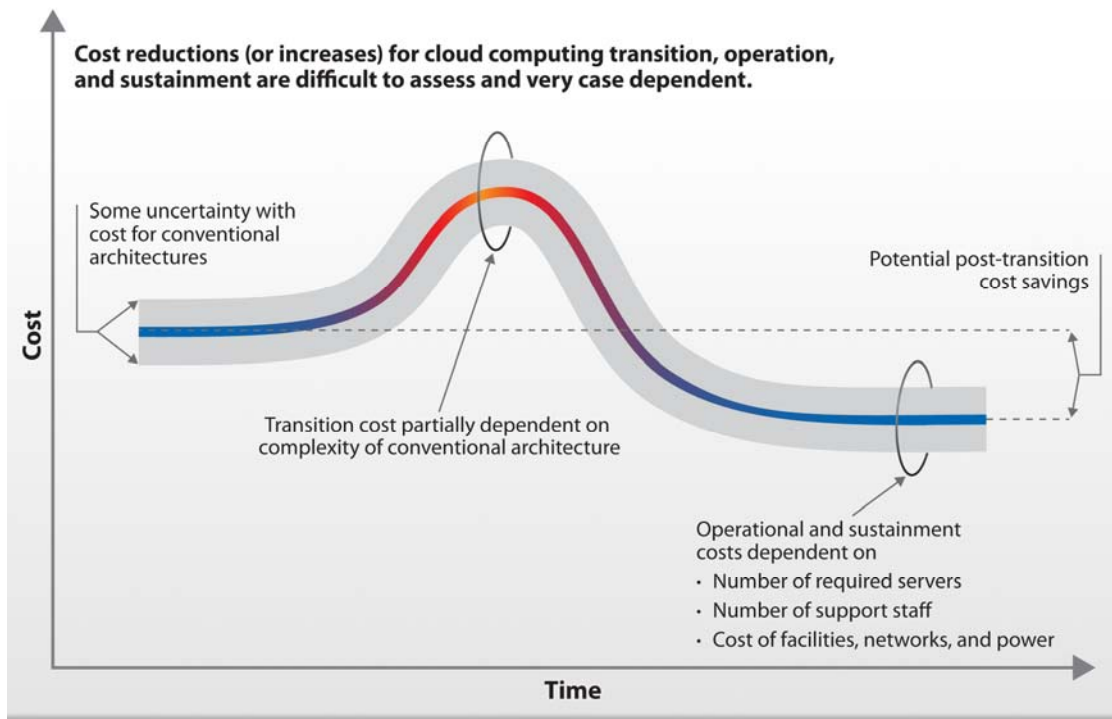 Cost reductions (or increases) for cloud computing transition, operation,
and sustainment are difficult to assess and very case dependent.
Some uncertainty with
cost for conventional
architectures
Potential post-transition
cost savings
Cost
Transition cost partially dependent on
complexity of conventional architecture
Operational and sustainment
costs dependent on
• Number of required servers
• Number of support staff
• Cost of facilities, networks, and power
Time